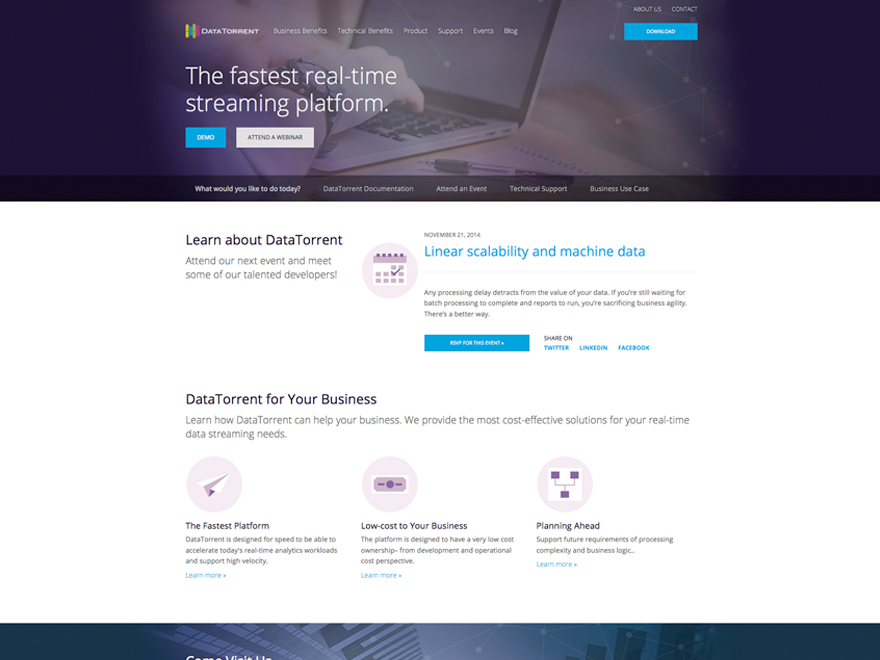 ABOUT US CONTACT
DATATORRENT Business Benefits Technical Benefits Product Support Events Blog DOWNLOAD
The fastest real-time
streaming platform.
DEMO ATTEND A WEBINAR
What would you like to do today? DataTorrent Documentation Attend an Event Technical Support Business Use Case
Learn about DataTorrent
Attend our next event and meet
some of our talented developers!
NOVEMBER 21, 2014
Linear scalability and machine data
Any processing delay detracts from the value of your data. If you're still waiting for
batch processing to complete and reports to run, you're sacrificing business agility.
There's a better way.
RSVP FOR THIS EVENT »
SHARE ON
TWITTER LINKEDIN FACEBOOK
DataTorrent for Your Business
Learn how DataTorrent can help your business. We provide the most cost-effective solutions for your real-time
data streaming needs.
The Fastest Platform
DataTorrent is designed for speed to be able to
accelerate today's real-time analytics workloads
and support high velocity.
Learn more »
Low-cost to Your Business
The platform is designed to have a very low cost
ownership– from development and operational
cost perspective.
Learn more »
Planning Ahead
Support future requirements of processing
complexity and business logic..
Learn more »
Come Visit Us